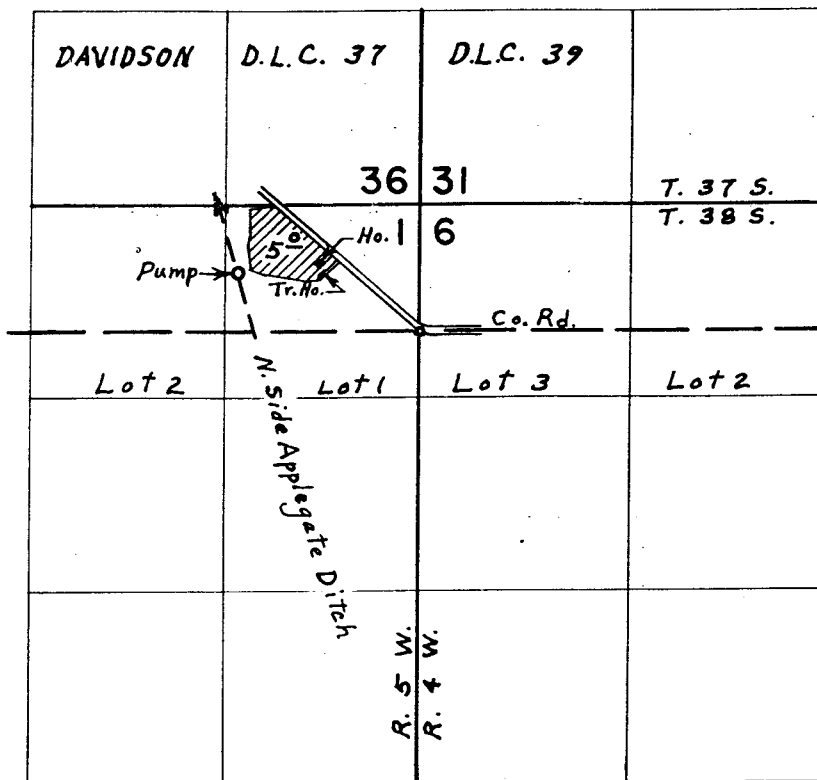 DAVIDSON D.L.C. 37 D.L.C. 39
36 31 T. 37 S.
1 6 T. 38 S.
5.0 Ho.
Pump
Tr. Ho.
Co. Rd.
Lot 2 Lot 1 Lot 3 Lot 2
N. Side Applegate Ditch
R. 5 W.
R. 4 W.